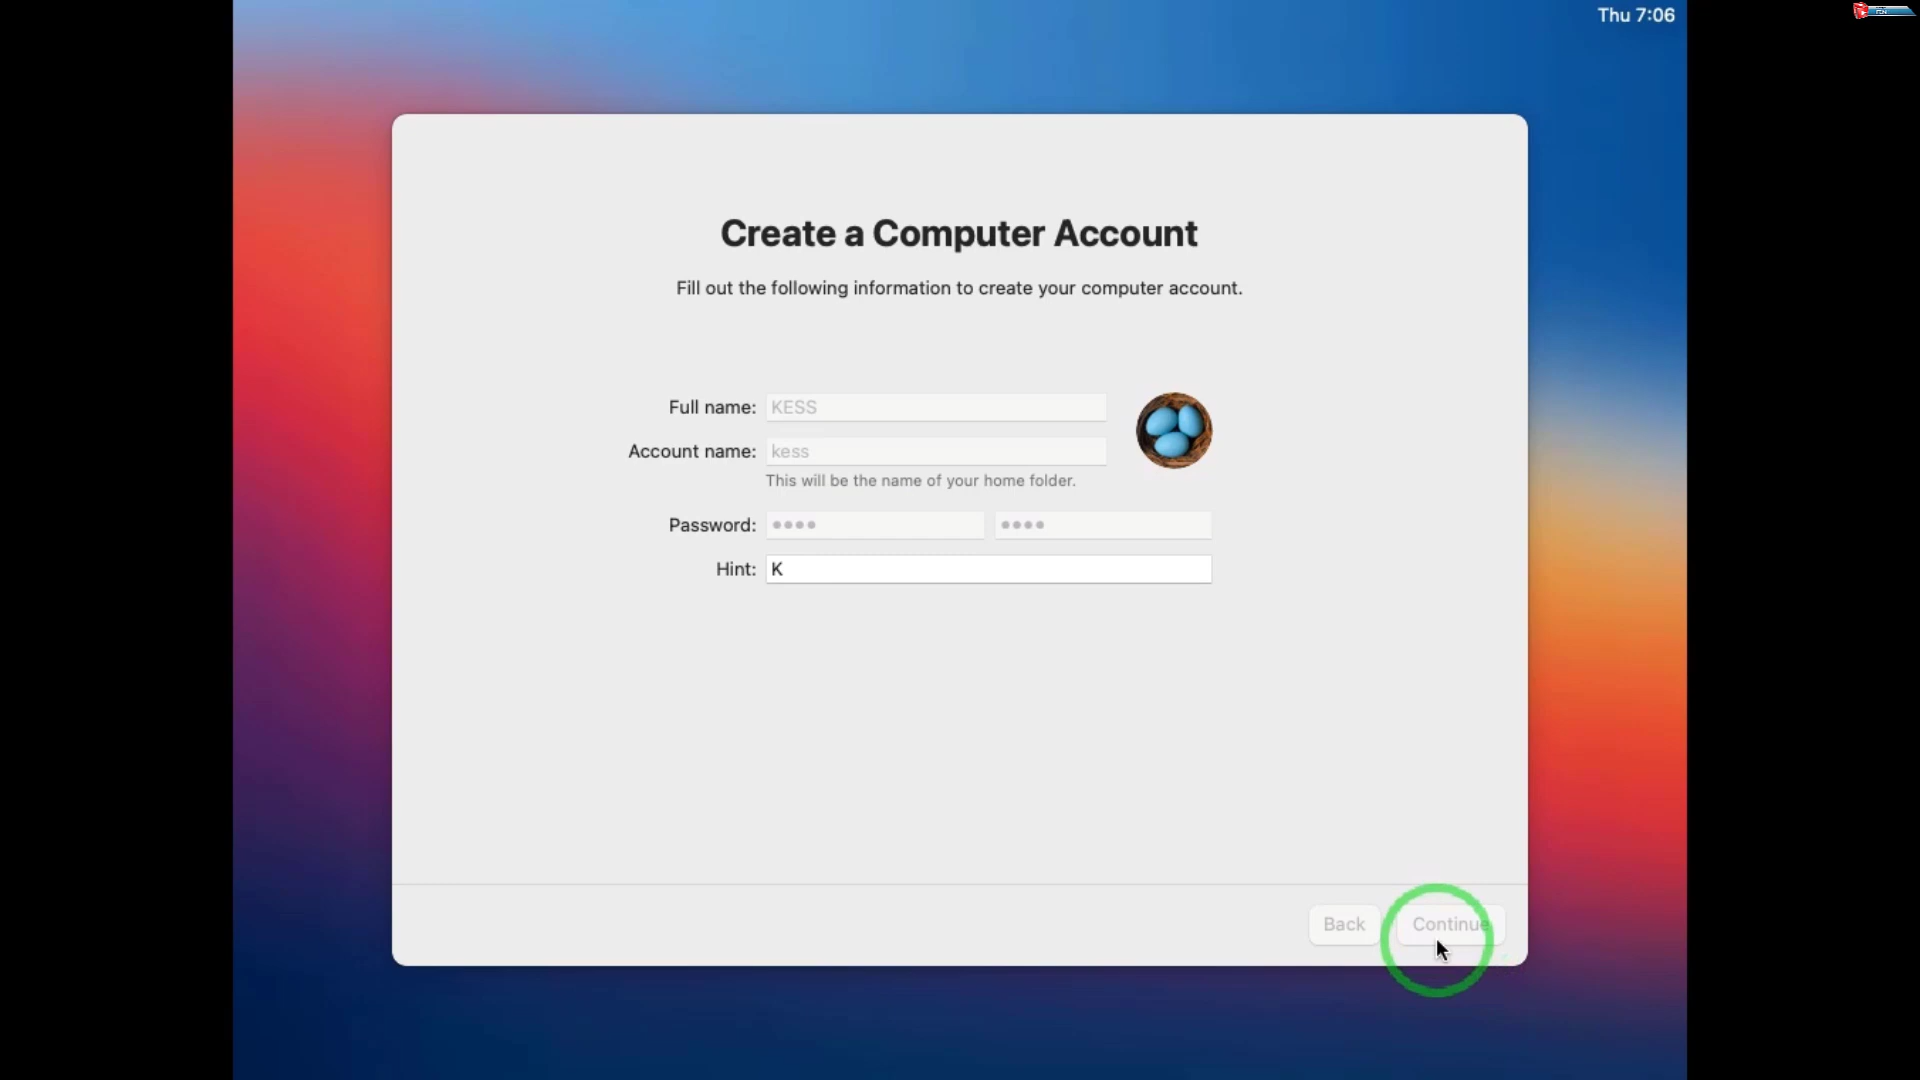 Thu 7:06
Create a Computer Account
Fill out the following information to create your computer account.
Full name: KESS
Account name: kess
This will be the name of your home folder.
Password: •••• ••••
Hint: K
Back Continue